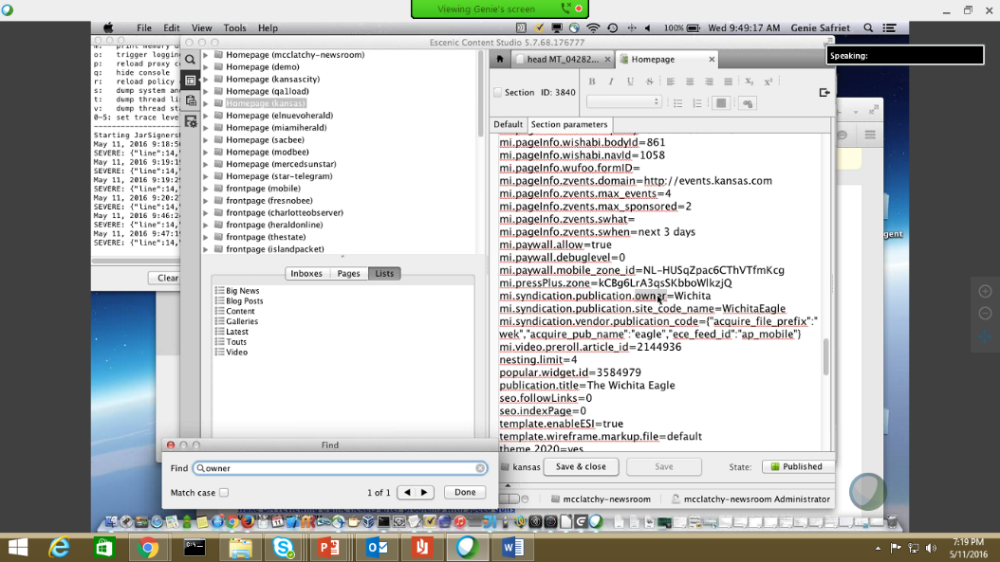 Viewing Genie's screen
File Edit View Tools Help
100% Wed 9:49:17 AM Genie Safriet
Speaking:
Escenic Content Studio 5.7.68.176777
m: print memory u
o: trigger logging
p: reload proxy co
q: hide console
r: reload policy
s: dump system an
t: dump thread lis
v: dump thread st
0-5: set trace lev
Starting JarSigners
May 11, 2016 9:18:5
SEVERE: {"line":14,
May 11, 2016 9:19:1
SEVERE: {"line":14,
May 11, 2016 9:19:2
SEVERE: {"line":14,
May 11, 2016 9:20:2
SEVERE: {"line":14,
May 11, 2016 9:46:2
SEVERE: {"line":14,
May 11, 2016 9:47:1
SEVERE: {"line":14,
Clear
Homepage (mcclatchy-newsroom)
Homepage (demo)
Homepage (kansascity)
Homepage (qa1load)
Homepage (kansas)
Homepage (elnuevoherald)
Homepage (miamiherald)
Homepage (sacbee)
Homepage (modbee)
Homepage (mercedsunstar)
Homepage (star-telegram)
frontpage (mobile)
frontpage (fresnobee)
frontpage (charlotteobserver)
frontpage (heraldonline)
frontpage (thestate)
frontpage (islandpacket)
Inboxes Pages Lists
Big News
Blog Posts
Content
Galleries
Latest
Touts
Video
head MT_04282... Homepage
Section ID: 3840
B I U S
Default Section parameters
mi.pageInfo.wishabi.bodyId=861
mi.pageInfo.wishabi.navId=1058
mi.pageInfo.wufoo.formID=
mi.pageInfo.zvents.domain=http://events.kansas.com
mi.pageInfo.zvents.max_events=4
mi.pageInfo.zvents.max_sponsored=2
mi.pageInfo.zvents.swhat=
mi.pageInfo.zvents.swhen=next 3 days
mi.paywall.allow=true
mi.paywall.debuglevel=0
mi.paywall.mobile_zone_id=NL-HUSqZpac6CThVTfmKcg
mi.pressPlus.zone=kCBg6LrA3qsSKbboWlkzjQ
mi.syndication.publication.owner=Wichita
mi.syndication.publication.site_code_name=WichitaEagle
mi.syndication.vendor.publication_code={"acquire_file_prefix":"
wek","acquire_pub_name":"eagle","ece_feed_id":"ap_mobile"}
mi.video.preroll.article_id=2144936
nesting.limit=4
popular.widget.id=3584979
publication.title=The Wichita Eagle
seo.followLinks=0
seo.indexPage=0
template.enableESI=true
template.wireframe.markup.file=default
theme.2020=yes
kansas Save & close Save State: Published
mcclatchy-newsroom mcclatchy-newsroom Administrator
Find
Find owner
Match case 1 of 1 Done
7:19 PM
5/11/2016